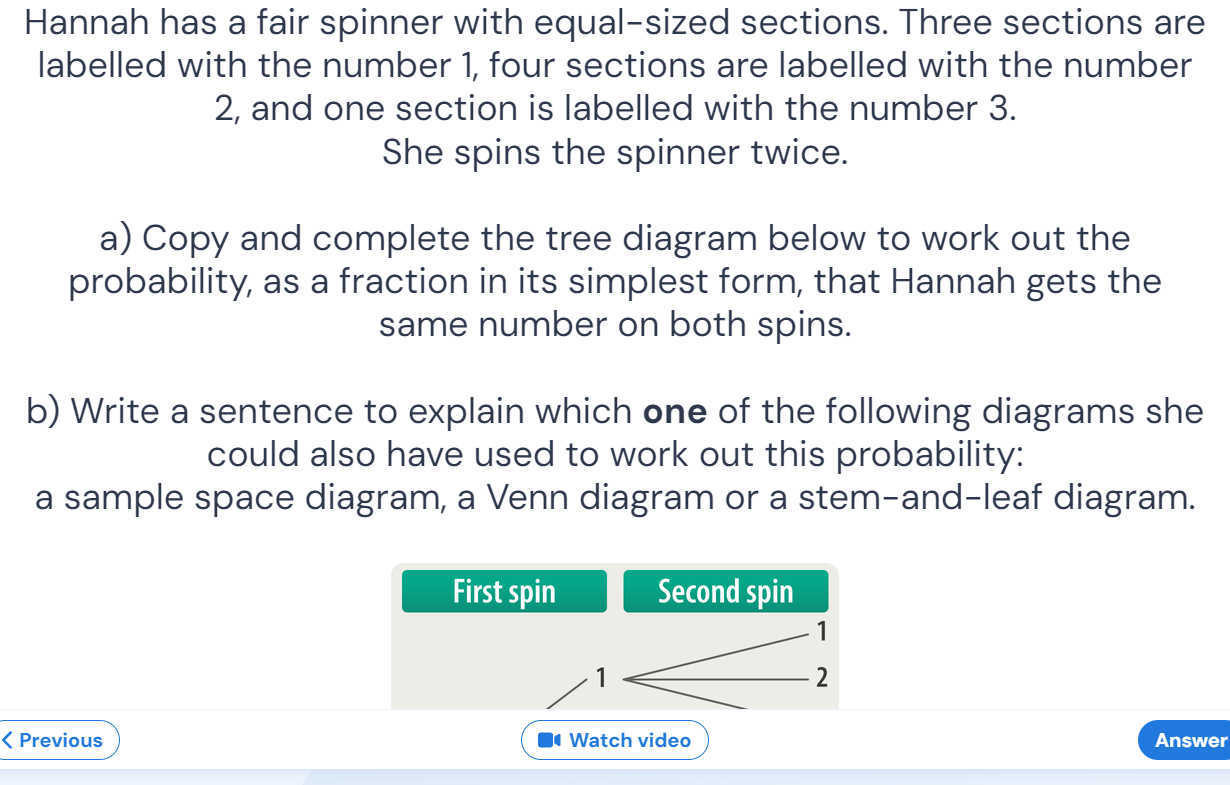 Hannah has a fair spinner with equal-sized sections. Three sections are
labelled with the number 1, four sections are labelled with the number
2, and one section is labelled with the number 3.
She spins the spinner twice.
a) Copy and complete the tree diagram below to work out the
probability, as a fraction in its simplest form, that Hannah gets the
same number on both spins.
b) Write a sentence to explain which one of the following diagrams she
could also have used to work out this probability:
a sample space diagram, a Venn diagram or a stem-and-leaf diagram.
First spin Second spin
1
1 2
Previous Watch video Answer